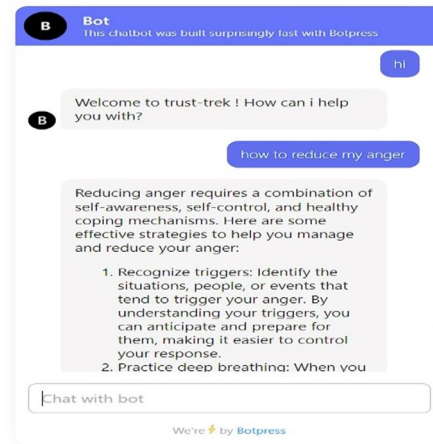 B
Bot
This chatbot was built surprisingly fast with Botpress
hi
Welcome to trust-trek ! How can i help
you with?
B
how to reduce my anger
Reducing anger requires a combination of
self-awareness, self-control, and healthy
coping mechanisms. Here are some
effective strategies to help you manage
and reduce your anger:
1. Recognize triggers: Identify the
situations, people, or events that
tend to trigger your anger. By
understanding your triggers, you
can anticipate and prepare for
them, making it easier to control
your response.
2. Practice deep breathing: When you
Chat with bot
We're ⚡ by Botpress